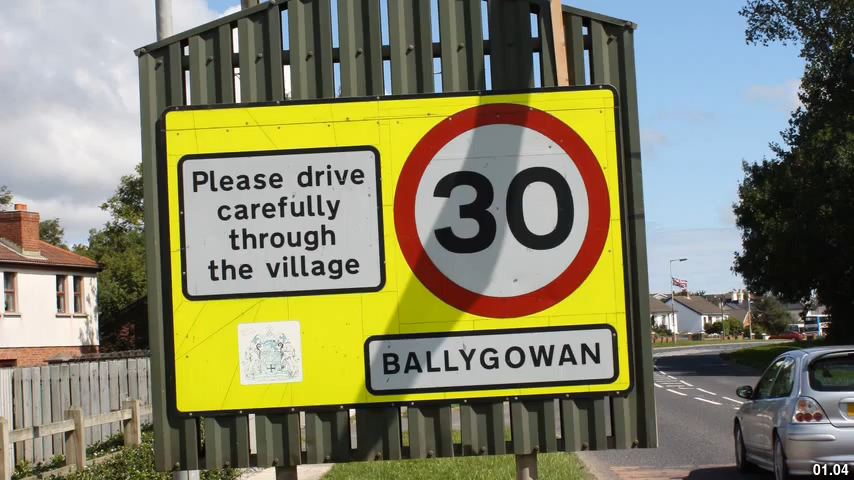 Please drive
carefully
through
the village
30
BALLYGOWAN
01.04